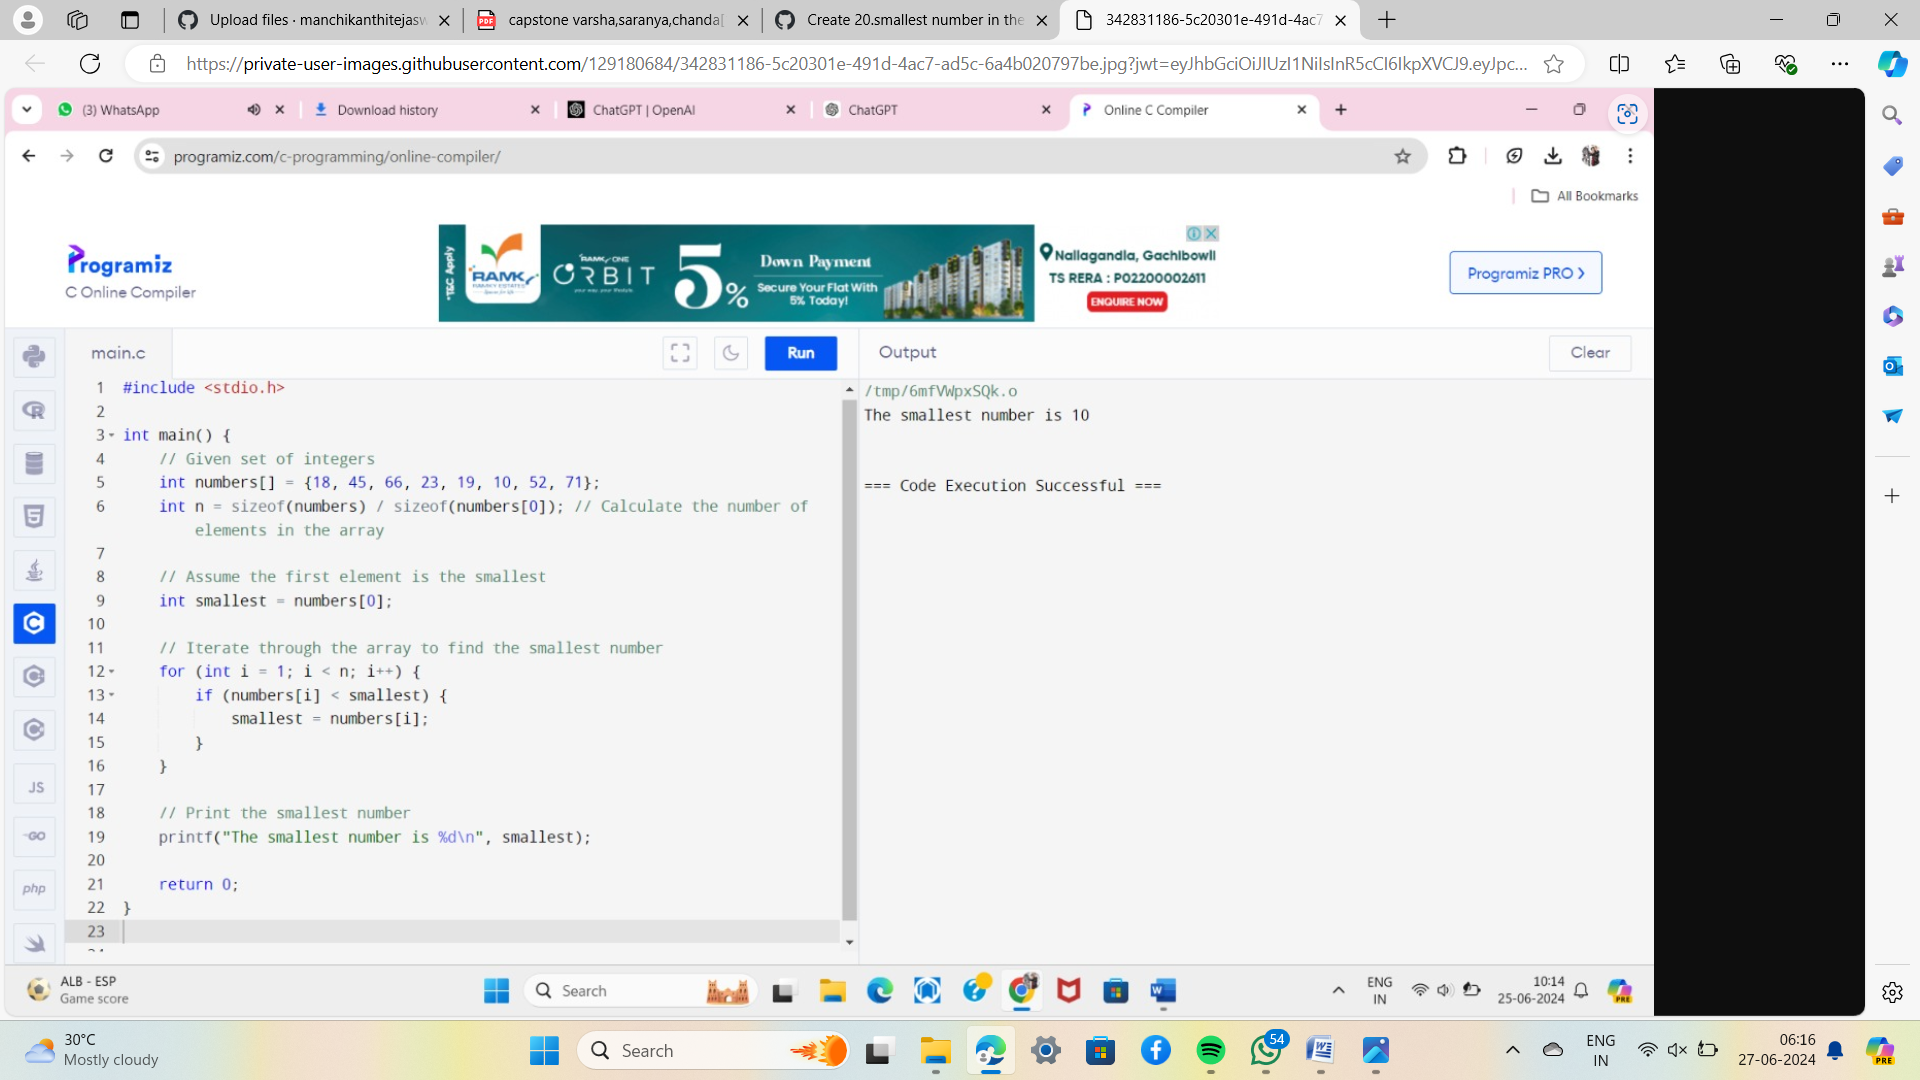 Upload files · manchikanthitejasw
capstone varsha,saranya,chanda[
Create 20.smallest number in the
342831186-5c20301e-491d-4ac7
https://private-user-images.githubusercontent.com/129180684/342831186-5c20301e-491d-4ac7-ad5c-6a4b020797be.jpg?jwt=eyJhbGciOiJIUzI1NiIsInR5cCI6IkpXVCJ9.eyJpc...
(3) WhatsApp
Download history
ChatGPT | OpenAI
ChatGPT
Online C Compiler
programiz.com/c-programming/online-compiler/
All Bookmarks
Programiz
C Online Compiler
*T&C Apply
RAMKY
ORBIT
5%
Down Payment
Secure Your Flat With
5% Today!
Nallagandla, Gachibowli
TS RERA : P02200002611
ENQUIRE NOW
Programiz PRO >
main.c
Run
Output
Clear
1 #include <stdio.h>
2
3 int main() {
4 // Given set of integers
5 int numbers[] = {18, 45, 66, 23, 19, 10, 52, 71};
6 int n = sizeof(numbers) / sizeof(numbers[0]); // Calculate the number of
elements in the array
7
8 // Assume the first element is the smallest
9 int smallest = numbers[0];
10
11 // Iterate through the array to find the smallest number
12 for (int i = 1; i < n; i++) {
13 if (numbers[i] < smallest) {
14 smallest = numbers[i];
15 }
16 }
17
18 // Print the smallest number
19 printf("The smallest number is %d\n", smallest);
20
21 return 0;
22 }
23
/tmp/6mfVWpxSQk.o
The smallest number is 10
=== Code Execution Successful ===
JS
GO
php
ALB - ESP
Game score
Search
ENG
IN
10:14
25-06-2024
PRE
30°C
Mostly cloudy
Search
54
ENG
IN
06:16
27-06-2024
PRE